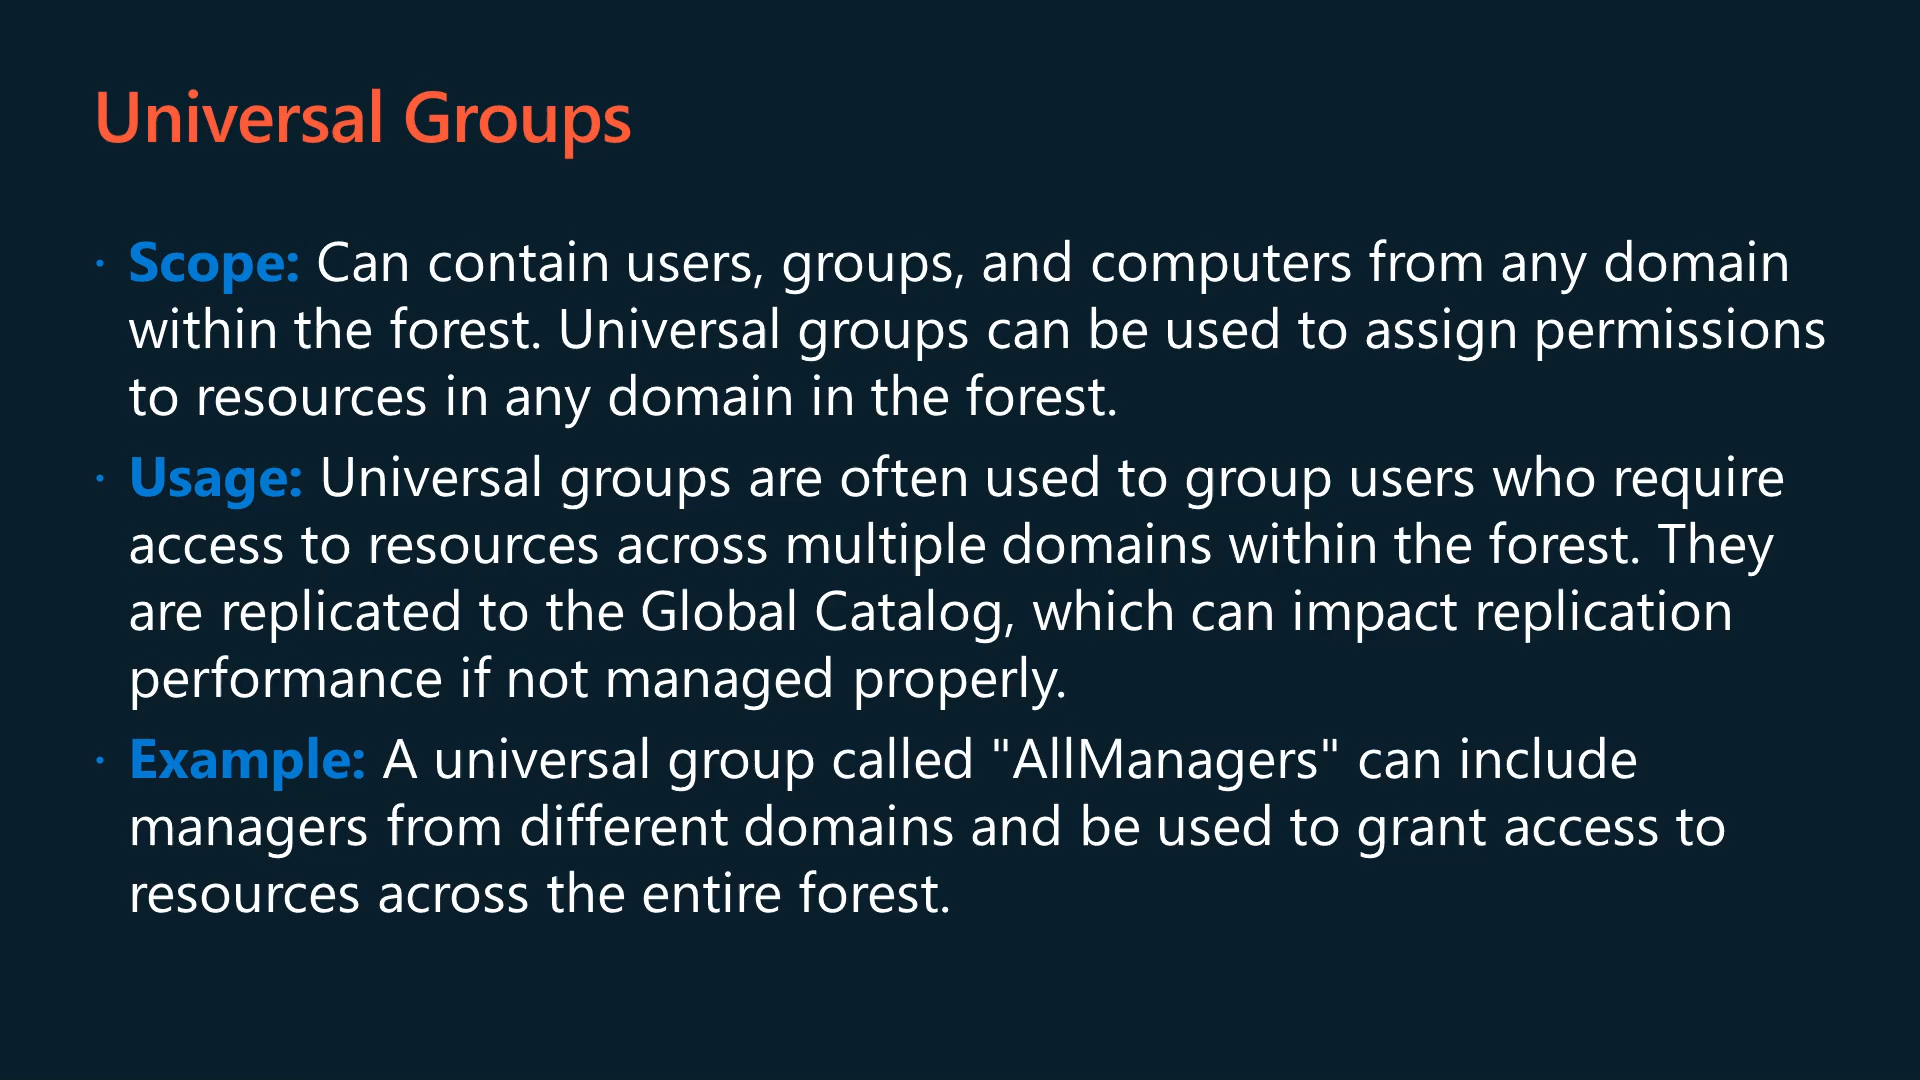 Universal Groups
· Scope: Can contain users, groups, and computers from any domain
within the forest. Universal groups can be used to assign permissions
to resources in any domain in the forest.
· Usage: Universal groups are often used to group users who require
access to resources across multiple domains within the forest. They
are replicated to the Global Catalog, which can impact replication
performance if not managed properly.
· Example: A universal group called "AllManagers" can include
managers from different domains and be used to grant access to
resources across the entire forest.